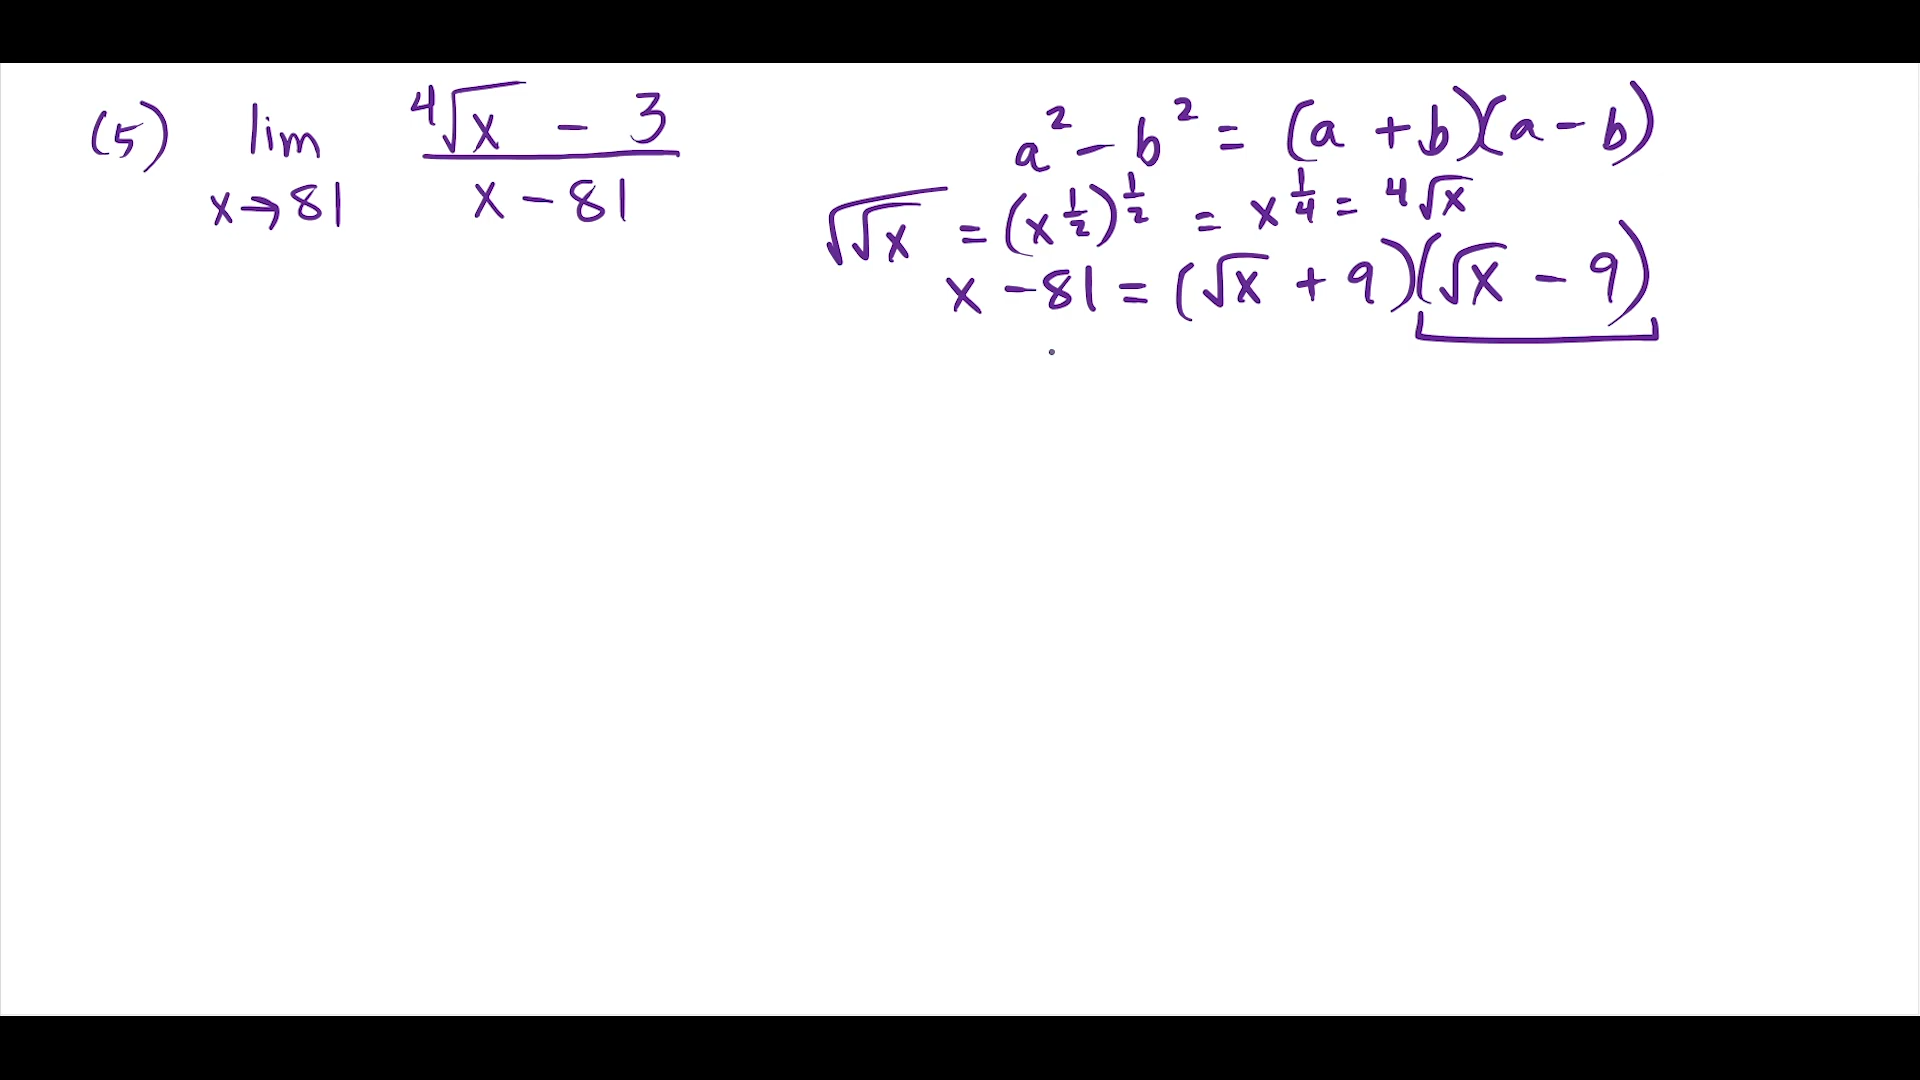 (5) lim x→81 (⁴√x − 3)/(x − 81)
a² − b² = (a + b)(a − b)
√√x = (x^(1/2))^(1/2) = x^(1/4) = ⁴√x
x − 81 = (√x + 9)(√x − 9)